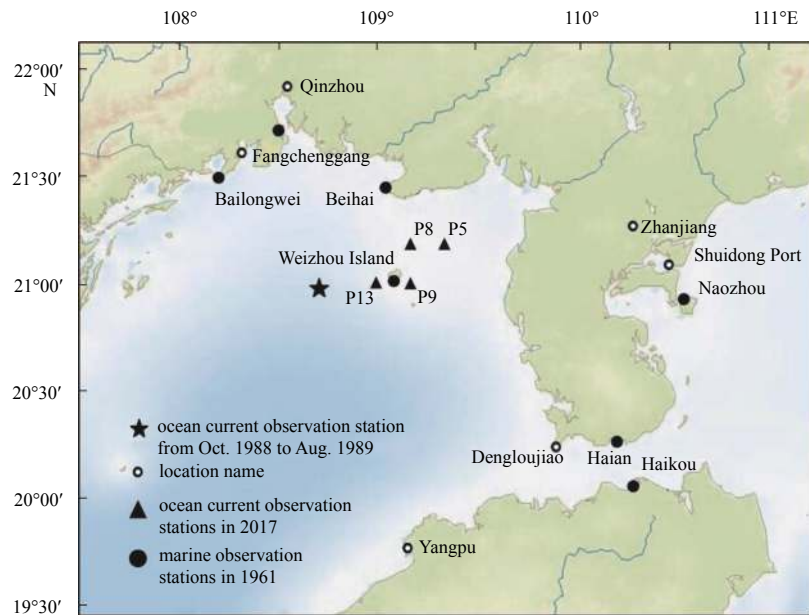 108° 109° 110° 111°E
22°00′
N
Qinzhou
Fangchenggang
21°30′
Bailongwei
Beihai
P8
P5
Zhanjiang
Weizhou Island
Shuidong Port
21°00′
P13
P9
Naozhou
20°30′
ocean current observation station
from Oct. 1988 to Aug. 1989
location name
Dengloujiao
Haian
Haikou
20°00′
ocean current observation
stations in 2017
marine observation
stations in 1961
Yangpu
19°30′